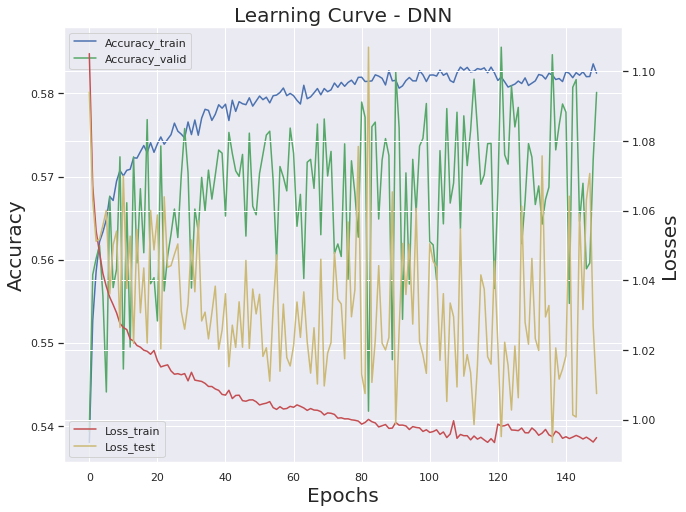 Learning Curve - DNN
Accuracy_train
Accuracy_valid
Loss_train
Loss_test
Accuracy
0.58
0.57
0.56
0.55
0.54
Losses
1.10
1.08
1.06
1.04
1.02
1.00
0 20 40 60 80 100 120 140
Epochs